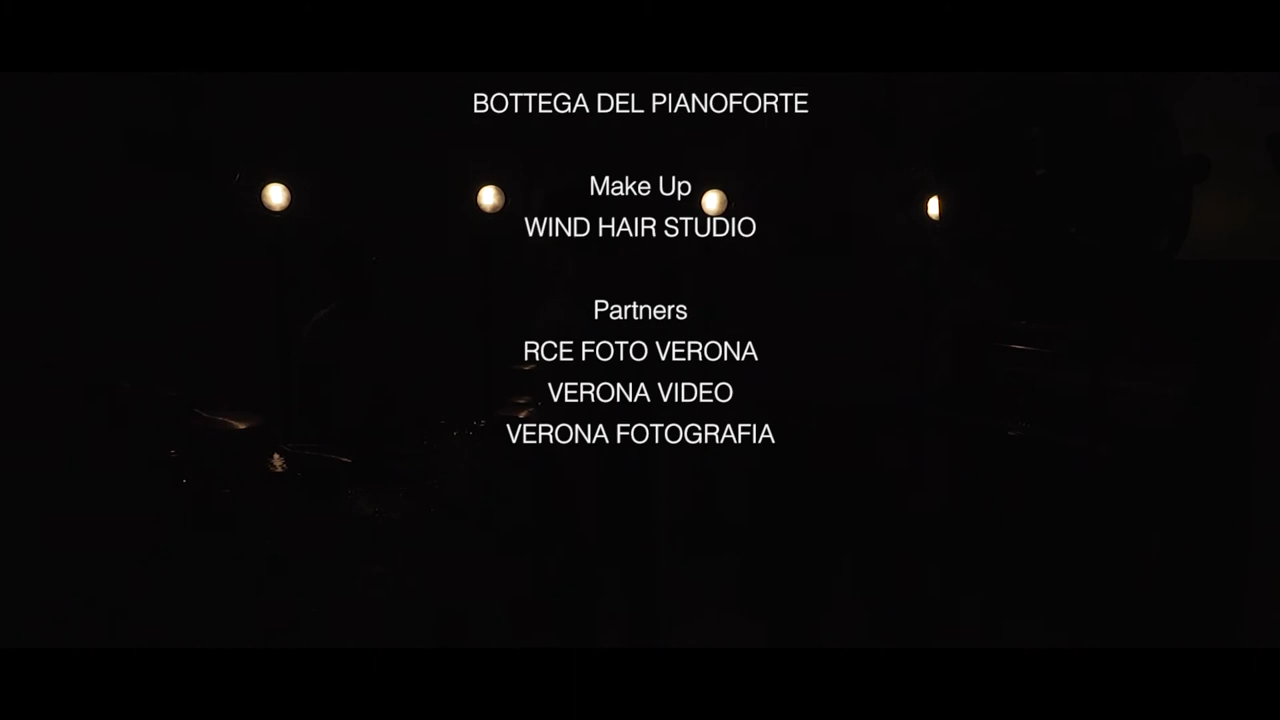 BOTTEGA DEL PIANOFORTE
Make Up
WIND HAIR STUDIO
Partners
RCE FOTO VERONA
VERONA VIDEO
VERONA FOTOGRAFIA